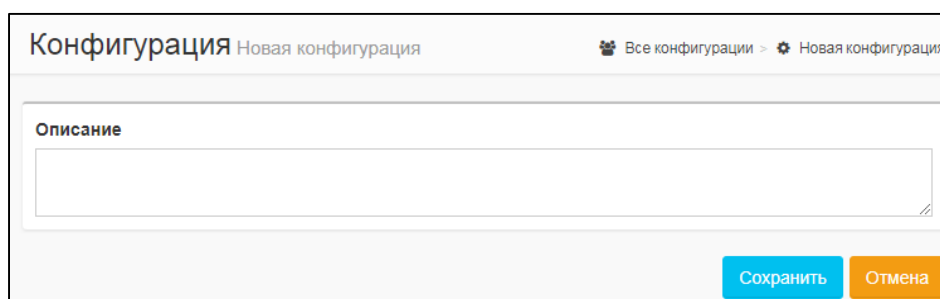 Конфигурация Новая конфигурация Все конфигурации > Новая конфигурация
Описание
Сохранить Отмена